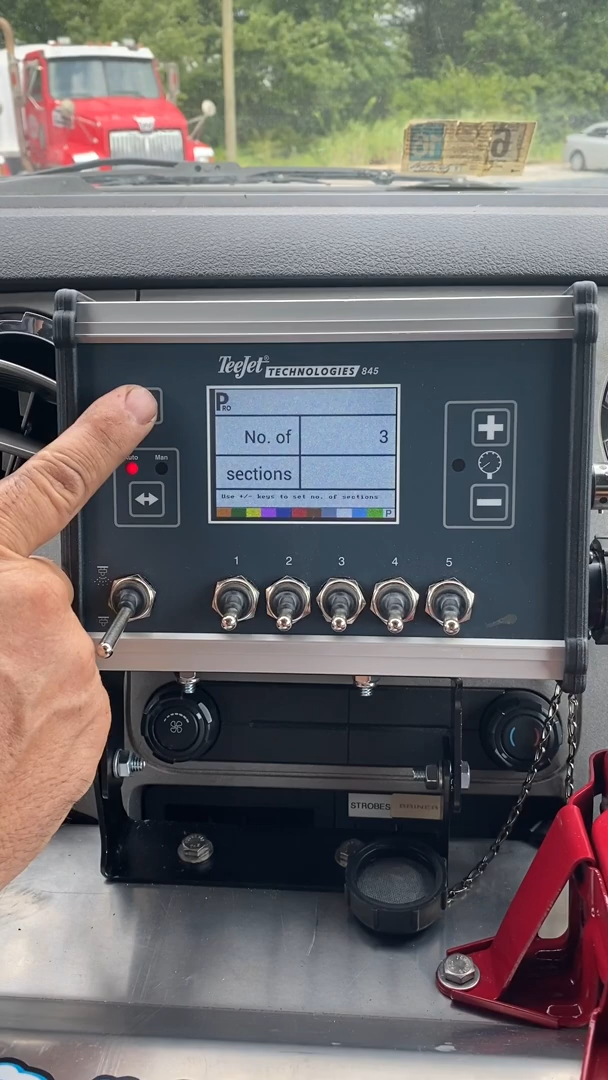 TeeJet® TECHNOLOGIES 845
PRD
No. of 3
sections
Use +/- keys to set no. of sections
P
Auto Man
1 2 3 4 5
STROBES